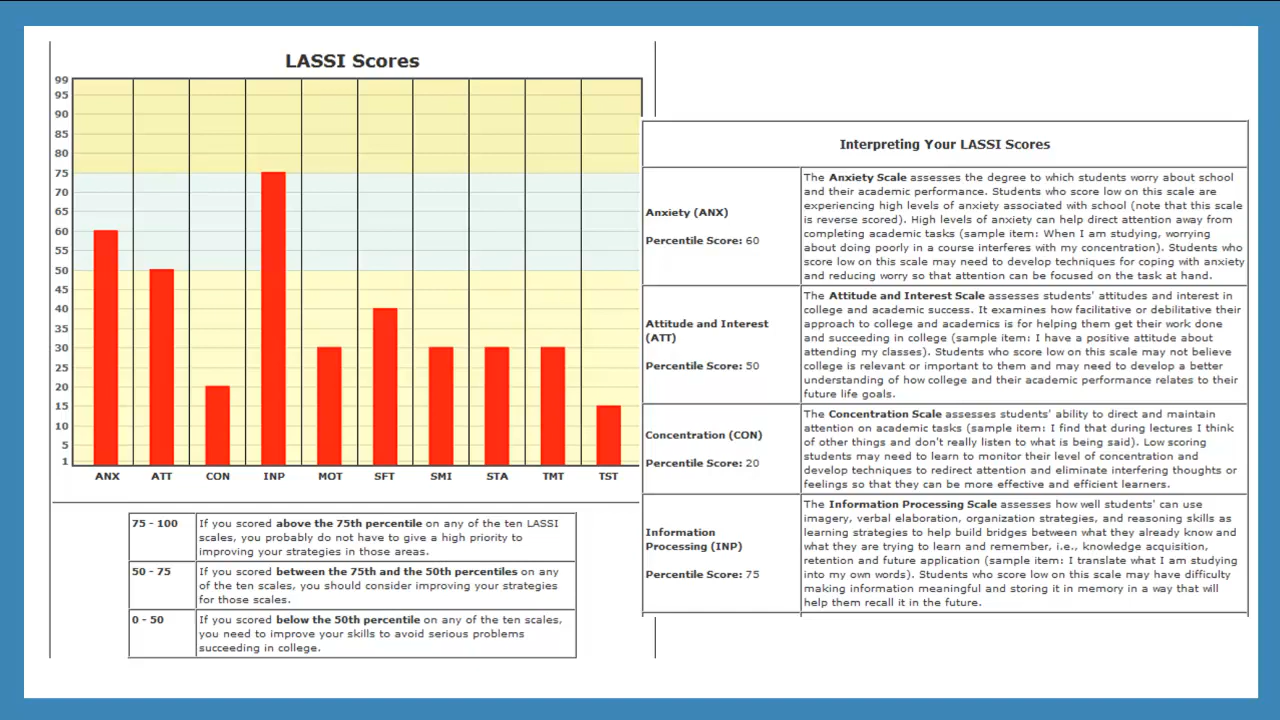 LASSI Scores
99
95
90
85
80
75
70
65
60
55
50
45
40
35
30
25
20
15
10
5
1
ANX ATT CON INP MOT SFT SMI STA TMT TST
75 - 100
If you scored above the 75th percentile on any of the ten LASSI
scales, you probably do not have to give a high priority to
improving your strategies in those areas.
50 - 75
If you scored between the 75th and the 50th percentiles on any
of the ten scales, you should consider improving your strategies
for those scales.
0 - 50
If you scored below the 50th percentile on any of the ten scales,
you need to improve your skills to avoid serious problems
succeeding in college.
Interpreting Your LASSI Scores
Anxiety (ANX)
Percentile Score: 60
The Anxiety Scale assesses the degree to which students worry about school
and their academic performance. Students who score low on this scale are
experiencing high levels of anxiety associated with school (note that this scale
is reverse scored). High levels of anxiety can help direct attention away from
completing academic tasks (sample item: When I am studying, worrying
about doing poorly in a course interferes with my concentration). Students who
score low on this scale may need to develop techniques for coping with anxiety
and reducing worry so that attention can be focused on the task at hand.
Attitude and Interest
(ATT)
Percentile Score: 50
The Attitude and Interest Scale assesses students' attitudes and interest in
college and academic success. It examines how facilitative or debilitative their
approach to college and academics is for helping them get their work done
and succeeding in college (sample item: I have a positive attitude about
attending my classes). Students who score low on this scale may not believe
college is relevant or important to them and may need to develop a better
understanding of how college and their academic performance relates to their
future life goals.
Concentration (CON)
Percentile Score: 20
The Concentration Scale assesses students' ability to direct and maintain
attention on academic tasks (sample item: I find that during lectures I think
of other things and don't really listen to what is being said). Low scoring
students may need to learn to monitor their level of concentration and
develop techniques to redirect attention and eliminate interfering thoughts or
feelings so that they can be more effective and efficient learners.
Information
Processing (INP)
Percentile Score: 75
The Information Processing Scale assesses how well students' can use
imagery, verbal elaboration, organization strategies, and reasoning skills as
learning strategies to help build bridges between what they already know and
what they are trying to learn and remember, i.e., knowledge acquisition,
retention and future application (sample item: I translate what I am studying
into my own words). Students who score low on this scale may have difficulty
making information meaningful and storing it in memory in a way that will
help them recall it in the future.